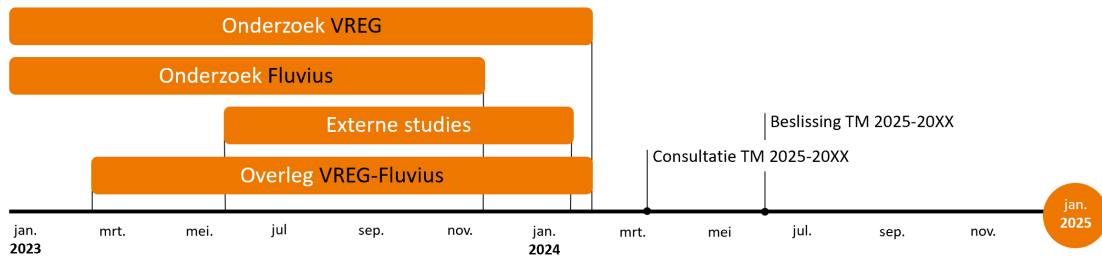 Onderzoek VREG
Onderzoek Fluvius
Externe studies
Beslissing TM 2025-20XX
Consultatie TM 2025-20XX
Overleg VREG-Fluvius
jan. mrt. mei. jul sep. nov. jan. mrt. mei jul. sep. nov. jan.
2023 2024 2025